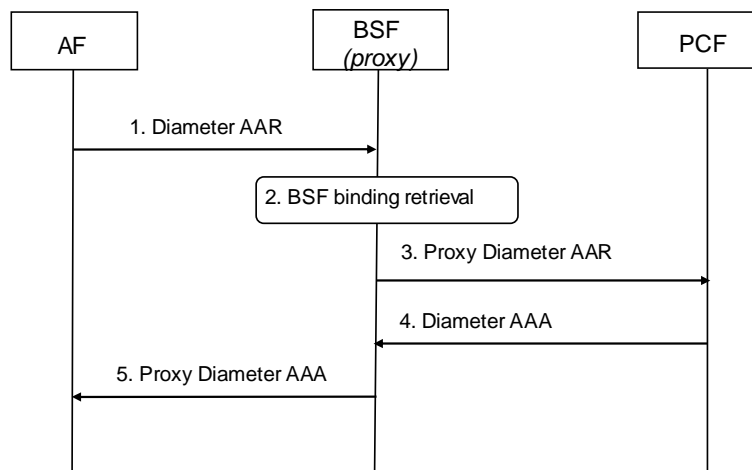 AF
BSF
(proxy)
PCF
1. Diameter AAR
2. BSF binding retrieval
3. Proxy Diameter AAR
4. Diameter AAA
5. Proxy Diameter AAA